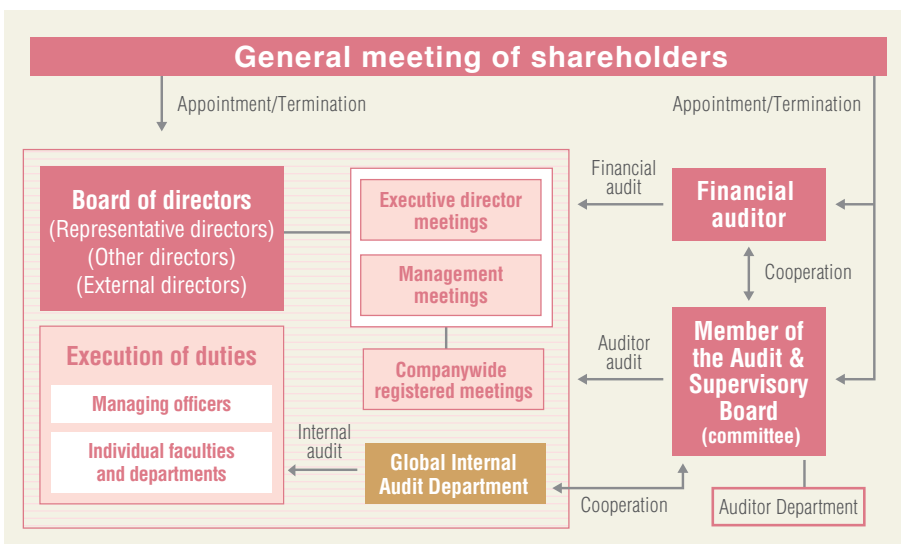 General meeting of shareholders
Appointment/Termination
Appointment/Termination
Board of directors
(Representative directors)
(Other directors)
(External directors)
Executive director
meetings
Management
meetings
Companywide
registered meetings
Financial
audit
Financial
auditor
Cooperation
Execution of duties
Managing officers
Individual faculties
and departments
Auditor
audit
Member of
the Audit &
Supervisory
Board
(committee)
Internal
audit
Global Internal
Audit Department
Cooperation
Auditor Department